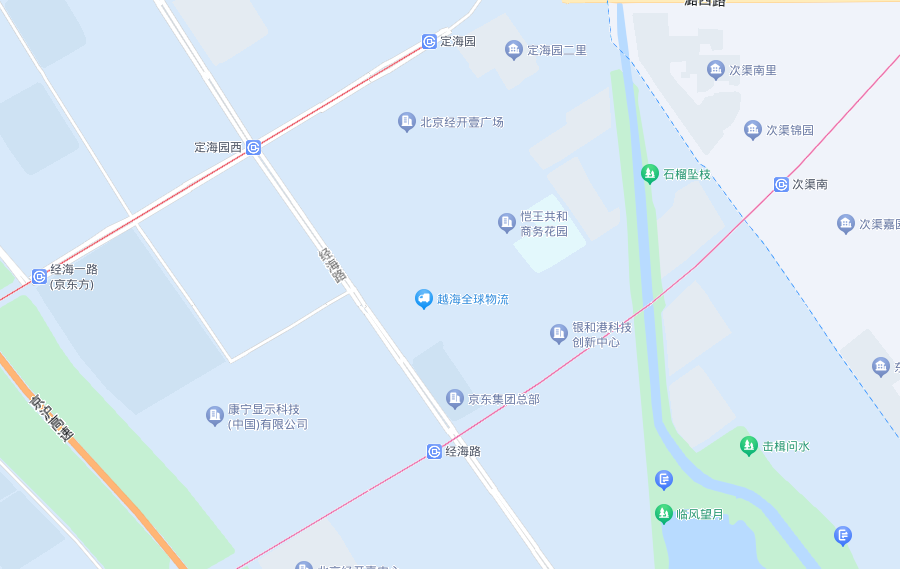 潞西路
定海园
定海园二里
次渠南里
北京经开壹广场
次渠锦园
定海园西
石榴坠枝
次渠南
恺王共和
商务花园
次渠嘉园
经海路
经海一路
(京东方)
越海全球物流
银和港科技
创新中心
京东集团总部
康宁显示科技
(中国)有限公司
京沪高速
经海路
击楫问水
临风望月